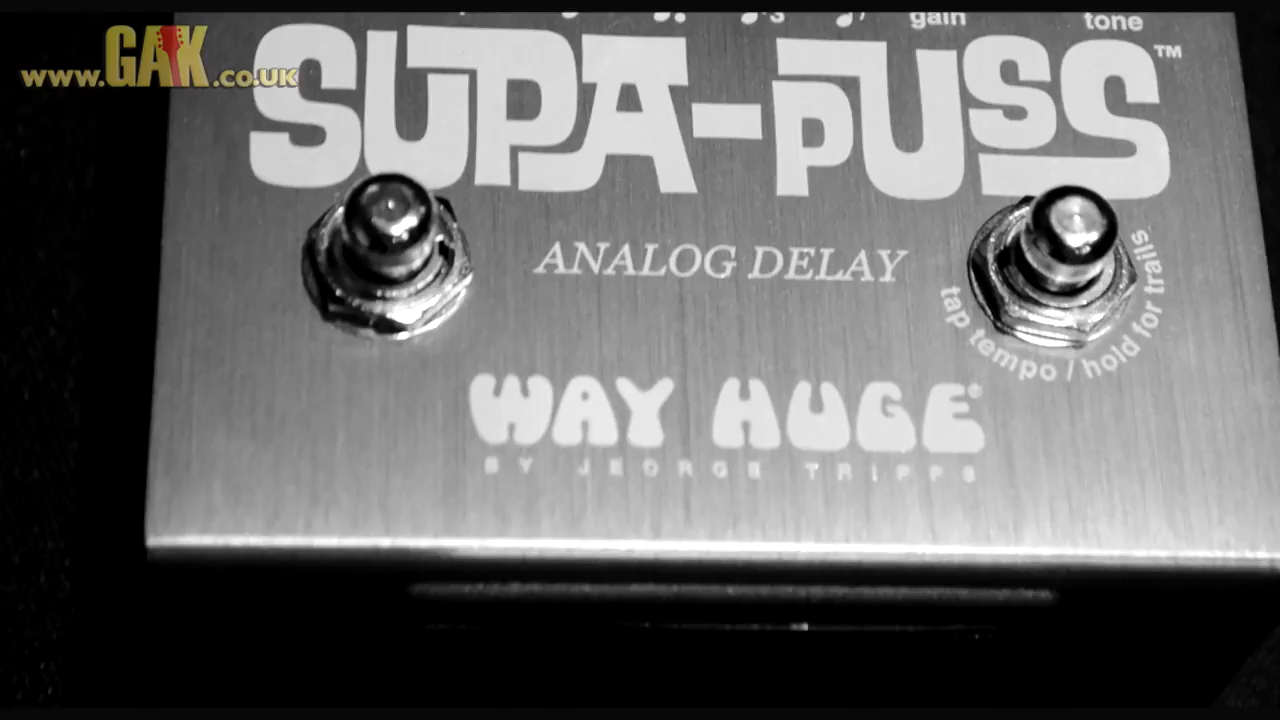 www.GAK.co.uk
gain tone
SUPA-PUSS™
ANALOG DELAY
tap tempo / hold for trails
WAY HUGE®
BY JEORGE TRIPPS